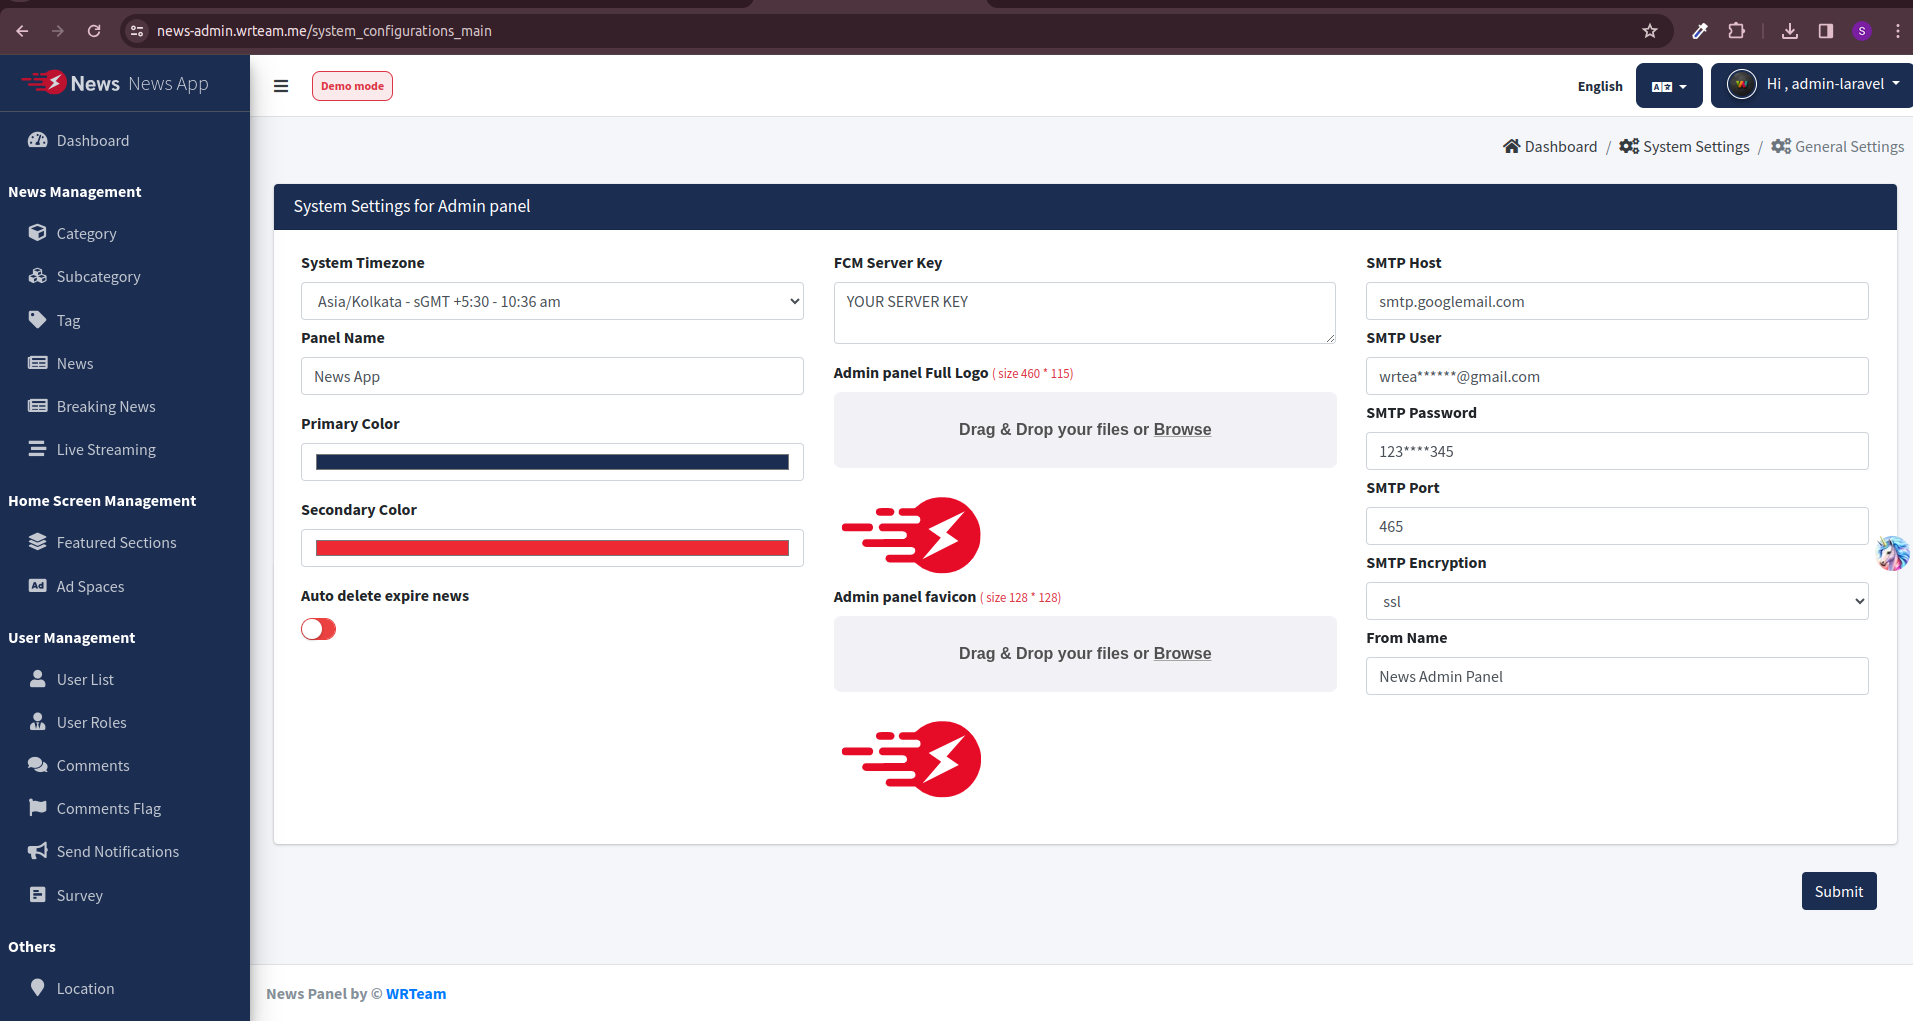 news-admin.wrteam.me/system_configurations_main
S
News News App
Demo mode
English
Hi , admin-laravel
Dashboard / System Settings / General Settings
Dashboard
News Management
Category
Subcategory
Tag
News
Breaking News
Live Streaming
Home Screen Management
Featured Sections
Ad
Ad Spaces
User Management
User List
User Roles
Comments
Comments Flag
Send Notifications
Survey
Others
Location
System Settings for Admin panel
System Timezone
Asia/Kolkata - sGMT +5:30 - 10:36 am
Panel Name
News App
Primary Color
Secondary Color
Auto delete expire news
FCM Server Key
YOUR SERVER KEY
Admin panel Full Logo ( size 460 * 115)
Drag & Drop your files or Browse
Admin panel favicon ( size 128 * 128)
Drag & Drop your files or Browse
SMTP Host
smtp.googlemail.com
SMTP User
wrtea******@gmail.com
SMTP Password
123****345
SMTP Port
465
SMTP Encryption
ssl
From Name
News Admin Panel
Submit
News Panel by © WRTeam